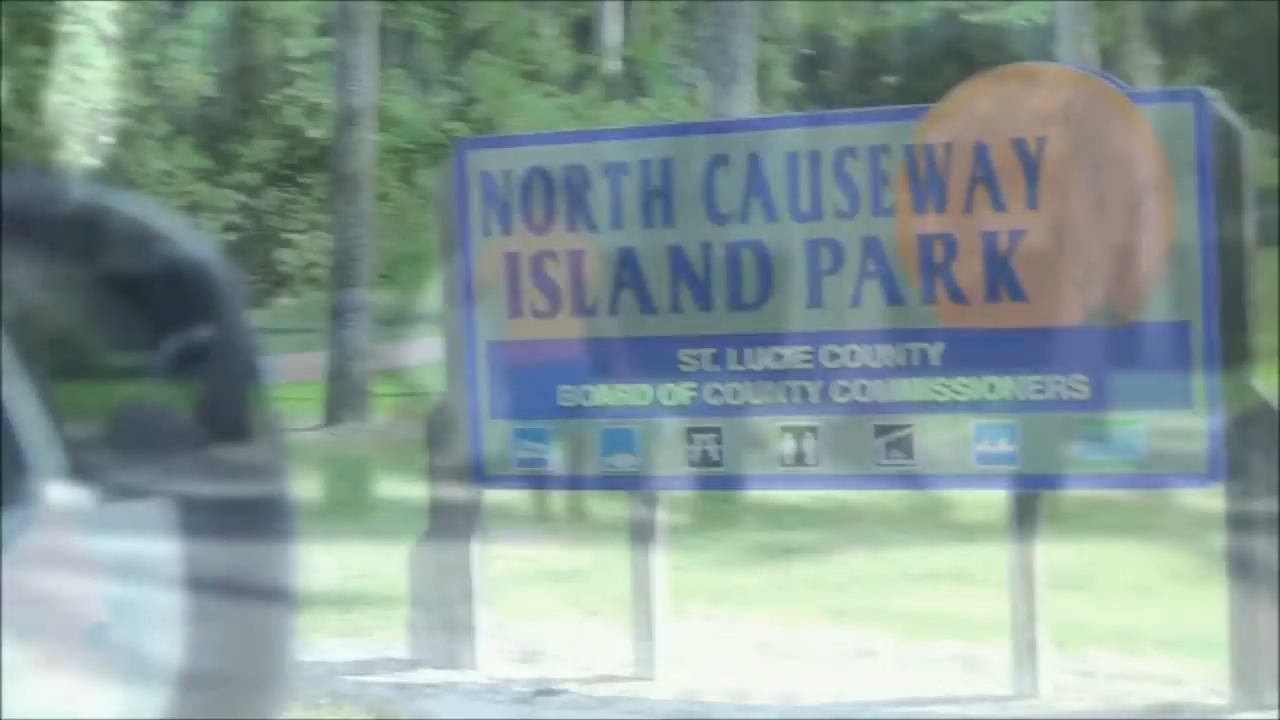 NORTH CAUSEWAY
ISLAND PARK
ST. LUCIE COUNTY
BOARD OF COUNTY COMMISSIONERS